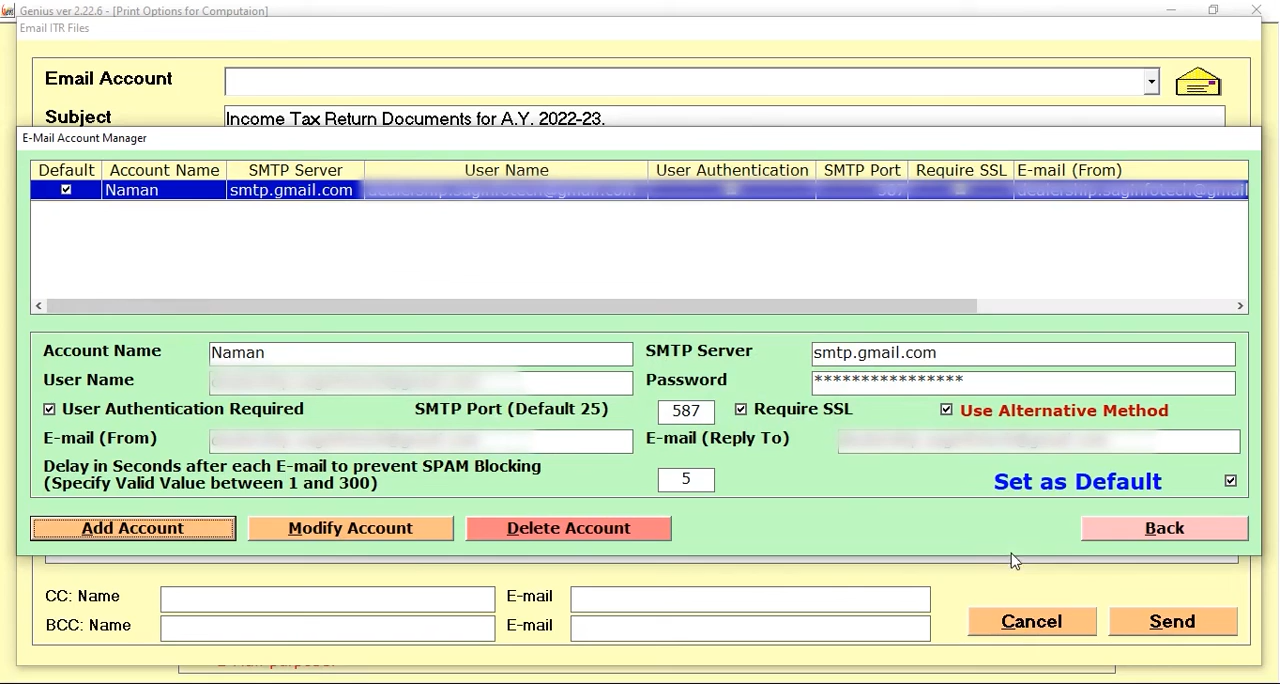 Genius ver 2.22.6 - [Print Options for Computaion]
Email ITR Files
Email Account
Subject Income Tax Return Documents for A.Y. 2022-23.
E-Mail Account Manager
Default Account Name SMTP Server User Name User Authentication SMTP Port Require SSL E-mail (From)
Naman smtp.gmail.com
Account Name Naman SMTP Server smtp.gmail.com
User Name Password ****************
User Authentication Required SMTP Port (Default 25) 587 Require SSL Use Alternative Method
E-mail (From) E-mail (Reply To)
Delay in Seconds after each E-mail to prevent SPAM Blocking
(Specify Valid Value between 1 and 300) 5 Set as Default
Add Account Modify Account Delete Account Back
CC: Name E-mail
BCC: Name E-mail Cancel Send